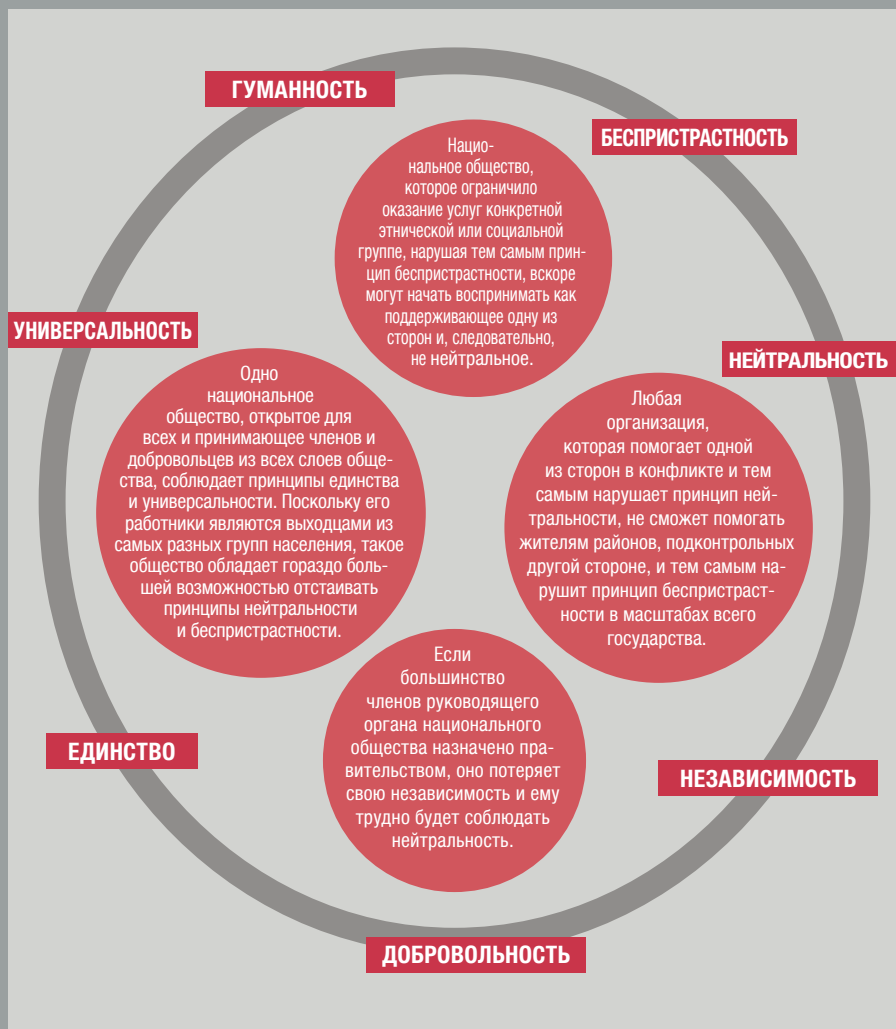 ГУМАННОСТЬ
БЕСПРИСТРАСТНОСТЬ
Нацио-
нальное общество,
которое ограничило
оказание услуг конкретной
этнической или социальной
группе, нарушая тем самым прин-
цип беспристрастности, вскоре
могут начать воспринимать как
поддерживающее одну из
сторон и, следовательно,
не нейтральное.
УНИВЕРСАЛЬНОСТЬ
НЕЙТРАЛЬНОСТЬ
Одно
национальное
общество, открытое для
всех и принимающее членов и
добровольцев из всех слоев обще-
ства, соблюдает принципы единства
и универсальности. Поскольку его
работники являются выходцами из
самых разных групп населения, такое
общество обладает гораздо боль-
шей возможностью отстаивать
принципы нейтральности
и беспристрастности.
Любая
организация,
которая помогает одной
из сторон в конфликте и тем
самым нарушает принцип ней-
тральности, не сможет помогать
жителям районов, подконтрольных
другой стороне, и тем самым на-
рушит принцип беспристраст-
ности в масштабах всего
государства.
Если
большинство
членов руководящего
органа национального
общества назначено пра-
вительством, оно потеряет
свою независимость и ему
трудно будет соблюдать
нейтральность.
ЕДИНСТВО
НЕЗАВИСИМОСТЬ
ДОБРОВОЛЬНОСТЬ